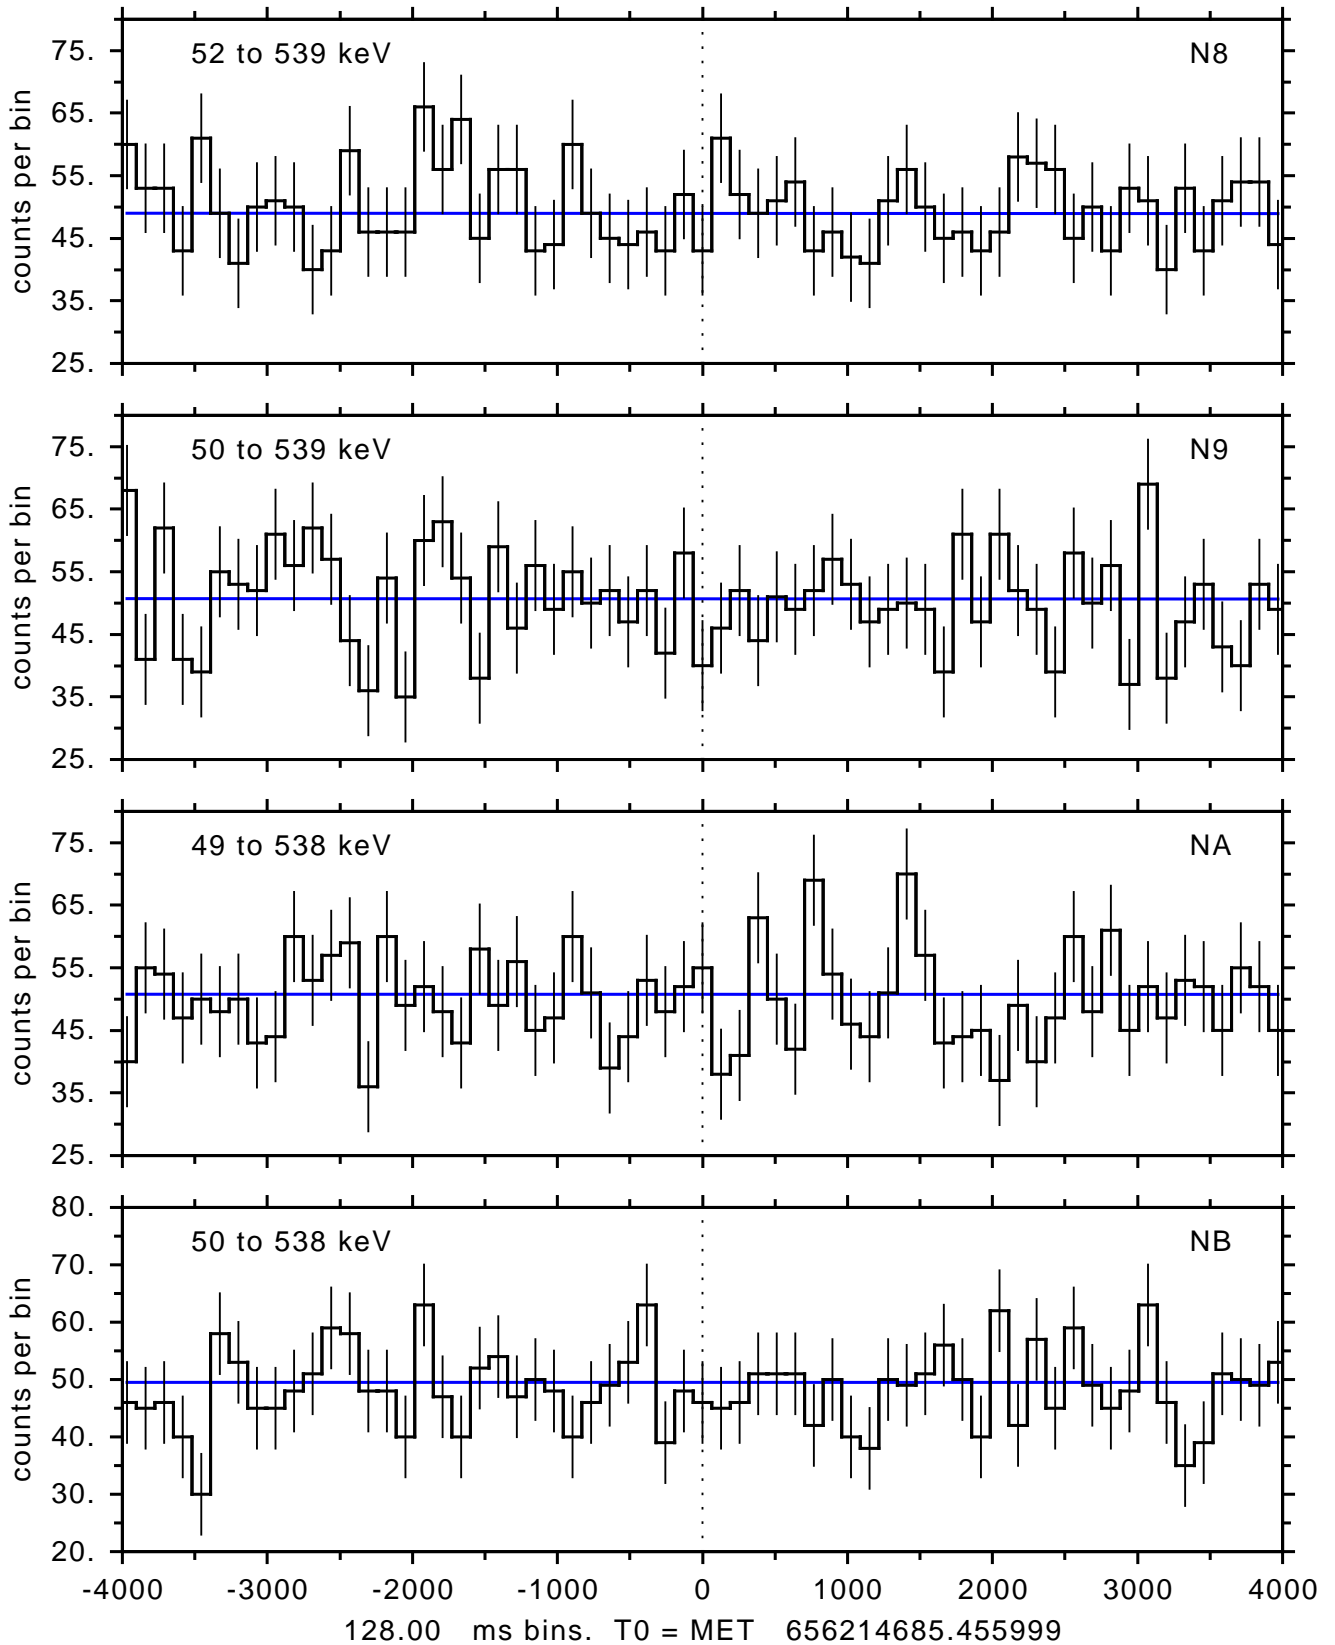 52 to 539 keV N8
75.
65.
55.
45.
35.
25.
counts per bin
50 to 539 keV N9
75.
65.
55.
45.
35.
25.
counts per bin
49 to 538 keV NA
75.
65.
55.
45.
35.
25.
counts per bin
50 to 538 keV NB
80.
70.
60.
50.
40.
30.
20.
counts per bin
-4000 -3000 -2000 -1000 0 1000 2000 3000 4000
128.00 ms bins. T0 = MET 656214685.455999